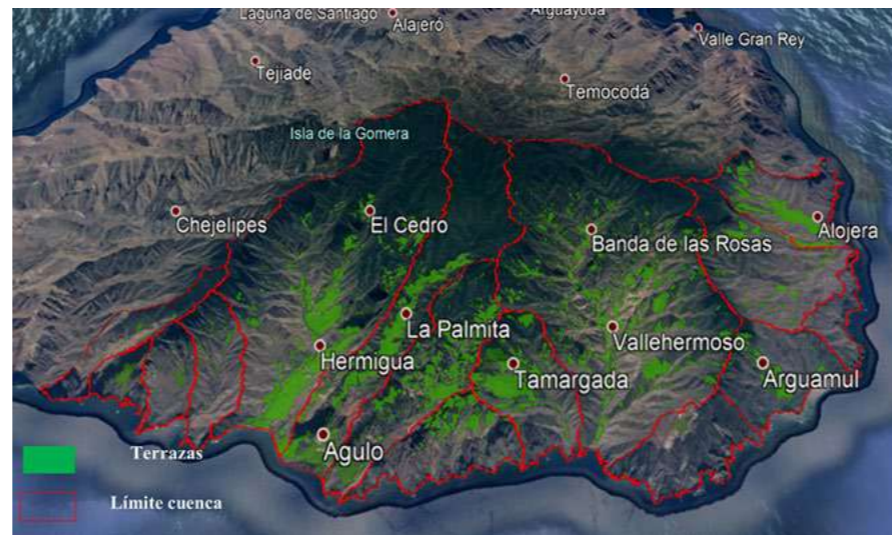 Laguna de Santiago
Alajeró
Arguayoda
Valle Gran Rey
Tejiade
Temocodá
Isla de la Gomera
Chejelipes
El Cedro
Banda de las Rosas
Alojera
La Palmita
Hermigua
Vallehermoso
Tamargada
Arguamul
Agulo
Terrazas
Límite cuenca